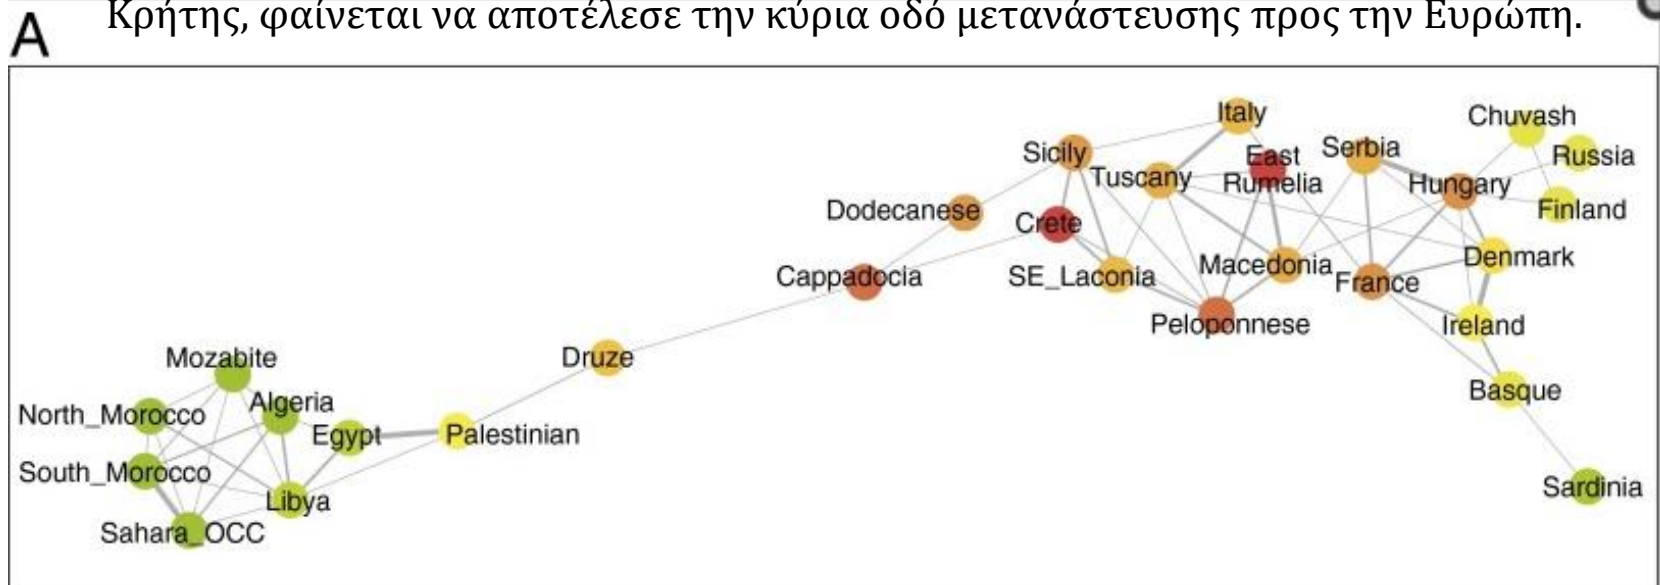 Κρήτης, φαίνεται να αποτέλεσε την κύρια οδό μετανάστευσης προς την Ευρώπη.
A
Italy
Chuvash
Sicily
East
Rumelia
Serbia
Russia
Tuscany
Hungary
Dodecanese
Crete
Finland
Cappadocia
SE_Laconia
Macedonia
France
Denmark
Peloponnese
Ireland
Mozabite
Druze
Basque
North_Morocco
Algeria
Egypt
Palestinian
South_Morocco
Libya
Sardinia
Sahara_OCC